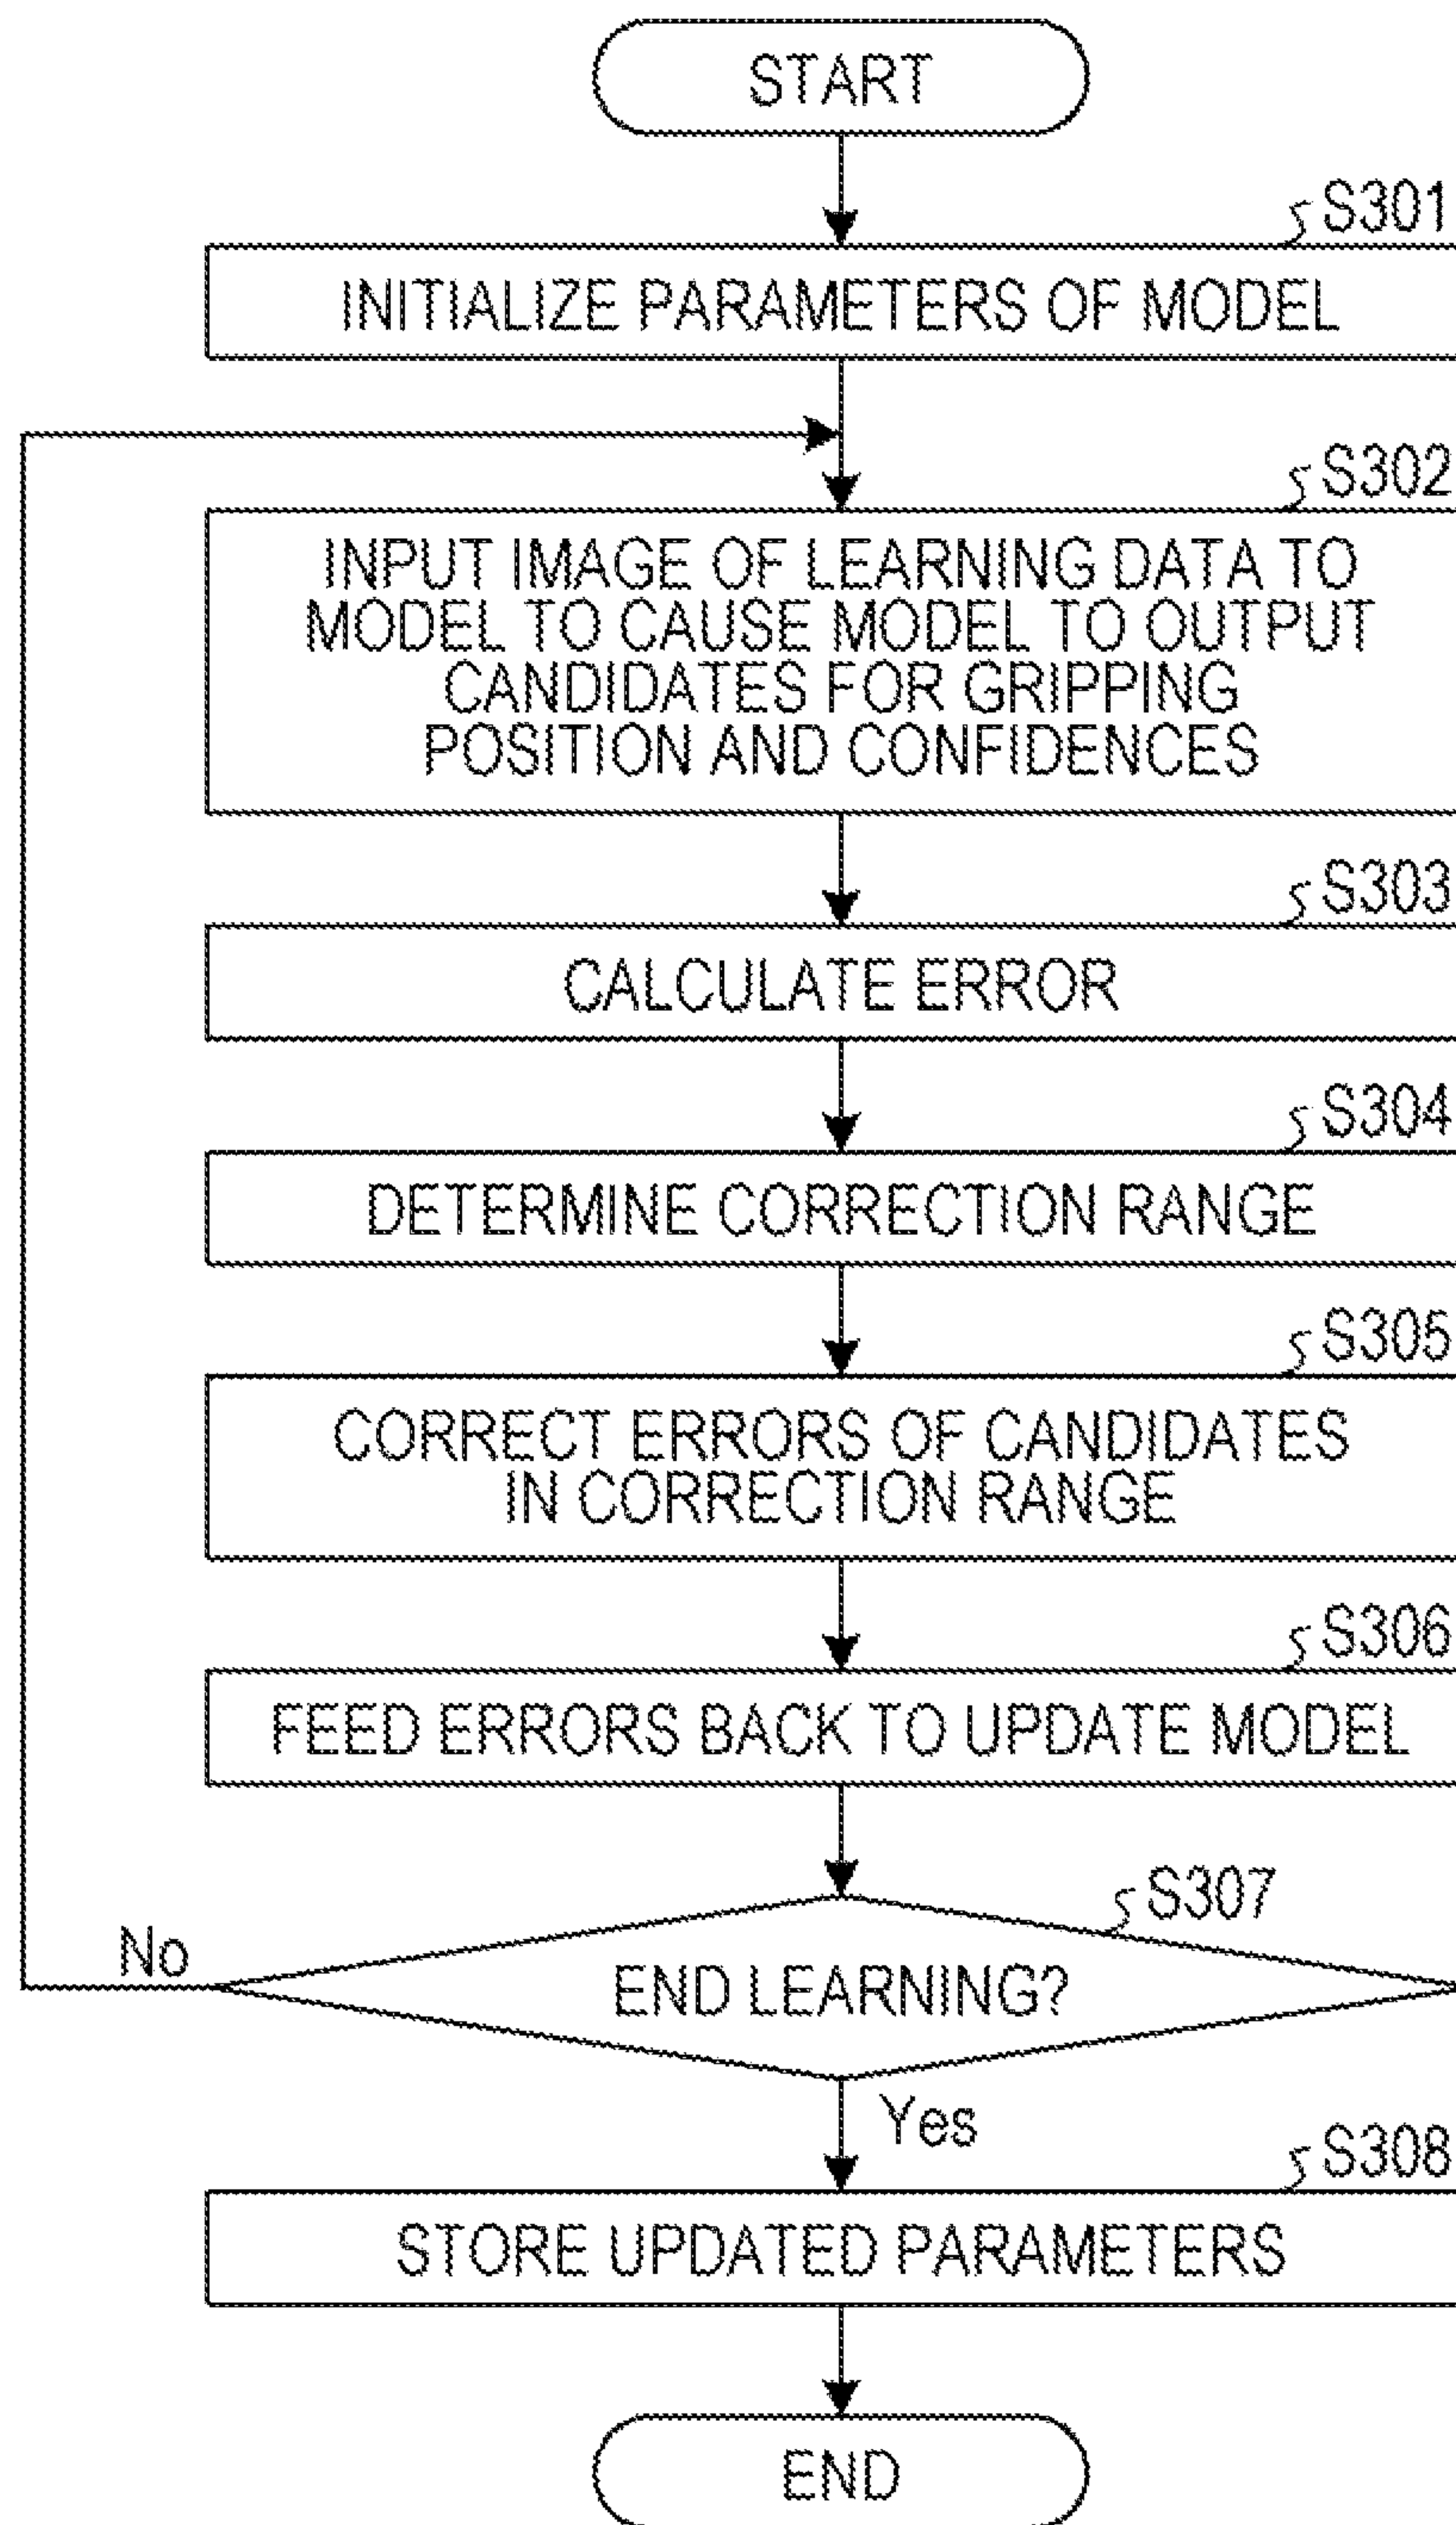 START
S301
INITIALIZE PARAMETERS OF MODEL
S302
INPUT IMAGE OF LEARNING DATA TO
MODEL TO CAUSE MODEL TO OUTPUT
CANDIDATES FOR GRIPPING
POSITION AND CONFIDENCES
S303
CALCULATE ERROR
S304
DETERMINE CORRECTION RANGE
S305
CORRECT ERRORS OF CANDIDATES
IN CORRECTION RANGE
S306
FEED ERRORS BACK TO UPDATE MODEL
S307
No
END LEARNING?
Yes
S308
STORE UPDATED PARAMETERS
END